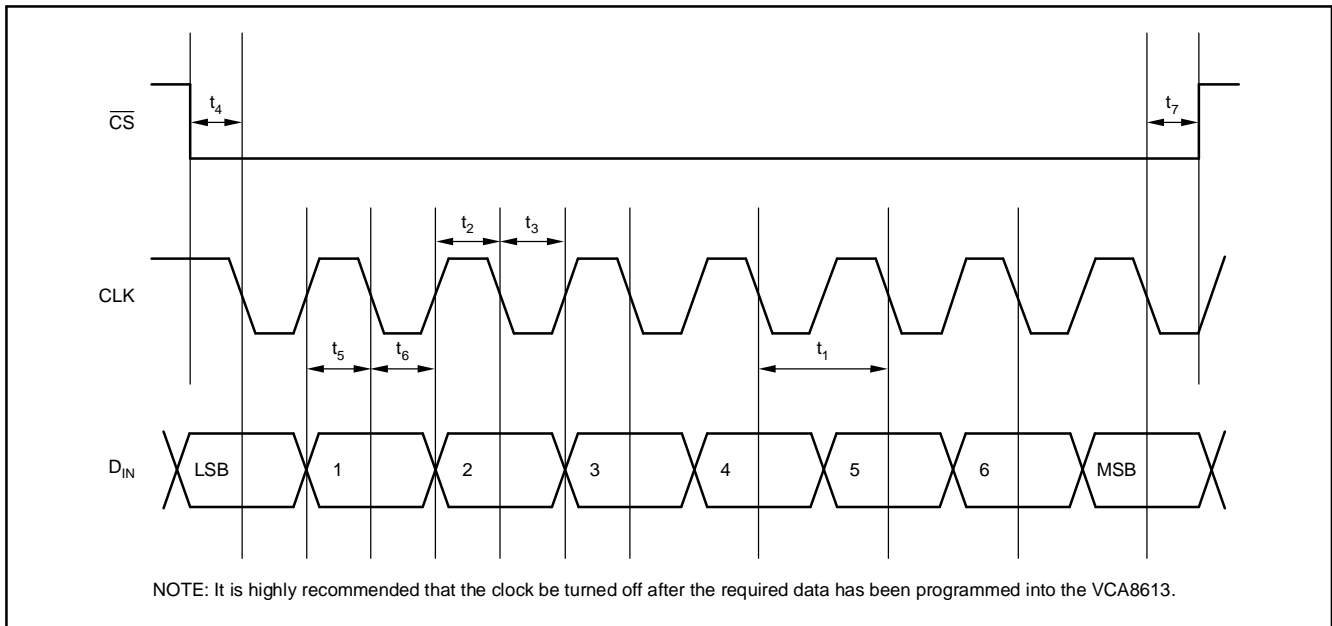 t4
t7
CS
t2
t3
CLK
t5
t6
t1
DIN
LSB
1
2
3
4
5
6
MSB
NOTE: It is highly recommended that the clock be turned off after the required data has been programmed into the VCA8613.